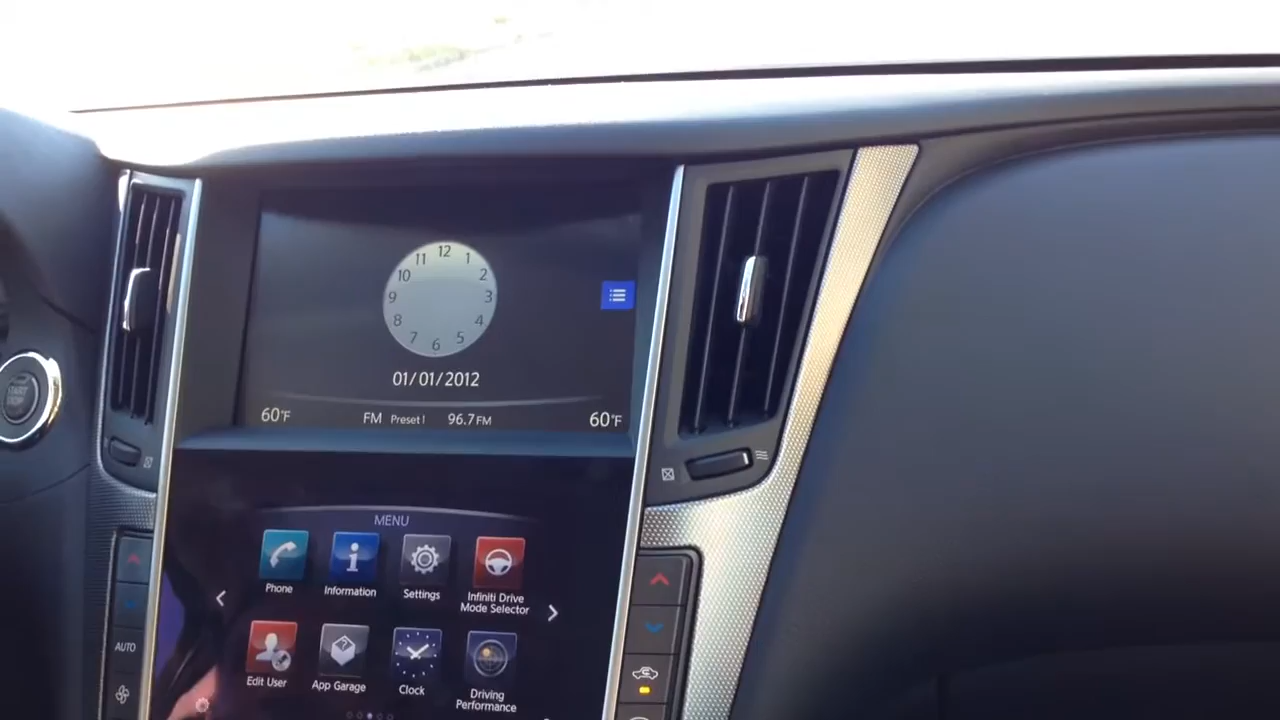 12
11 1
10 2
9 3
8 4
7 5
6
01/01/2012
60°F FM Preset 1 96.7 FM 60°F
START
STOP
MENU
Phone
Information
Settings
Infiniti Drive
Mode Selector
Edit User
App Garage
Clock
Driving
Performance
AUTO